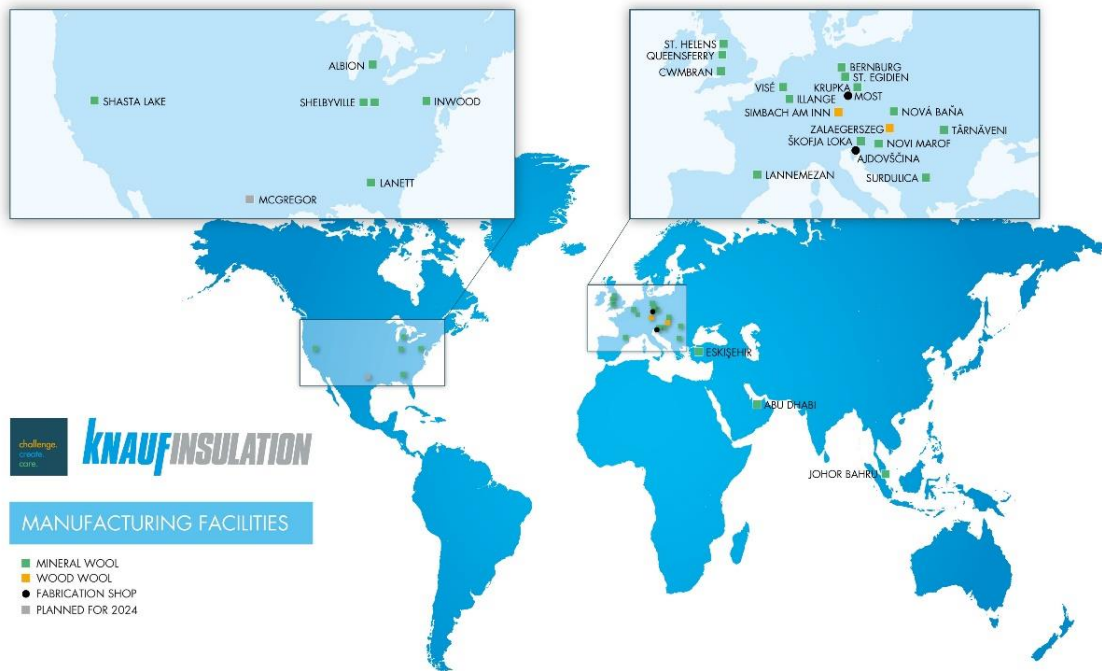 ALBION
SHASTA LAKE
SHELBYVILLE
INWOOD
LANETT
MCGREGOR
ST. HELENS
QUEENSFERRY
CWMBRAN
BERNBURG
ST. EGIDIEN
VISÉ
KRUPKA
ILLANGE
MOST
SIMBACH AM INN
NOVÁ BAŇA
ZALAEGERSZEG
TÂRNĂVENI
ŠKOFJA LOKA
NOVI MAROF
AJDOVŠČINA
LANNEMEZAN
SURDULICA
ESKIŞEHİR
ABU DHABI
JOHOR BAHRU
challenge.
create.
care.
KNAUFINSULATION
MANUFACTURING FACILITIES
MINERAL WOOL
WOOD WOOL
FABRICATION SHOP
PLANNED FOR 2024